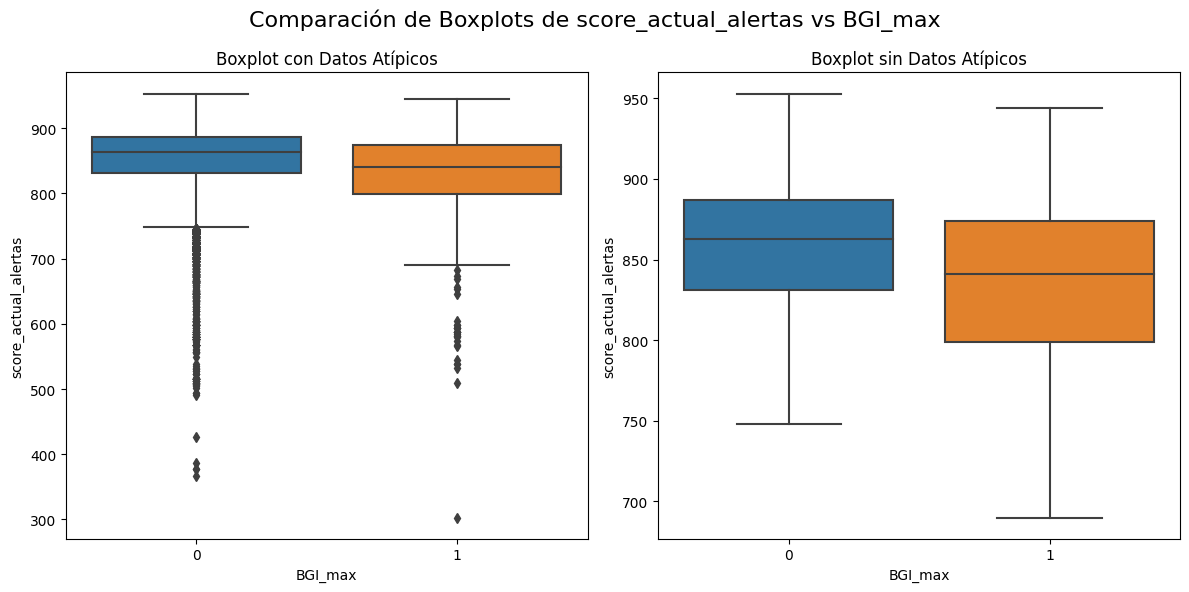 Comparación de Boxplots de score_actual_alertas vs BGI_max
Boxplot con Datos Atípicos
score_actual_alertas
900
800
700
600
500
400
300
0
1
BGI_max
Boxplot sin Datos Atípicos
score_actual_alertas
950
900
850
800
750
700
0
1
BGI_max